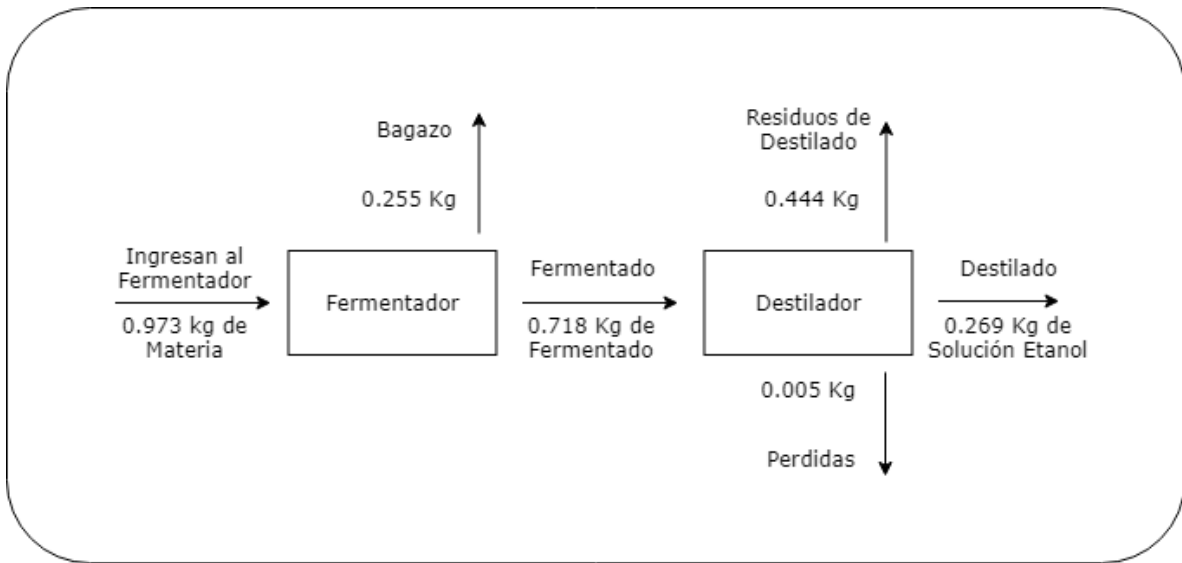 Bagazo
0.255 Kg
Residuos de
Destilado
0.444 Kg
Ingresan al
Fermentador
0.973 kg de
Materia
Fermentador
Fermentado
0.718 Kg de
Fermentado
Destilador
Destilado
0.269 Kg de
Solución Etanol
0.005 Kg
Perdidas